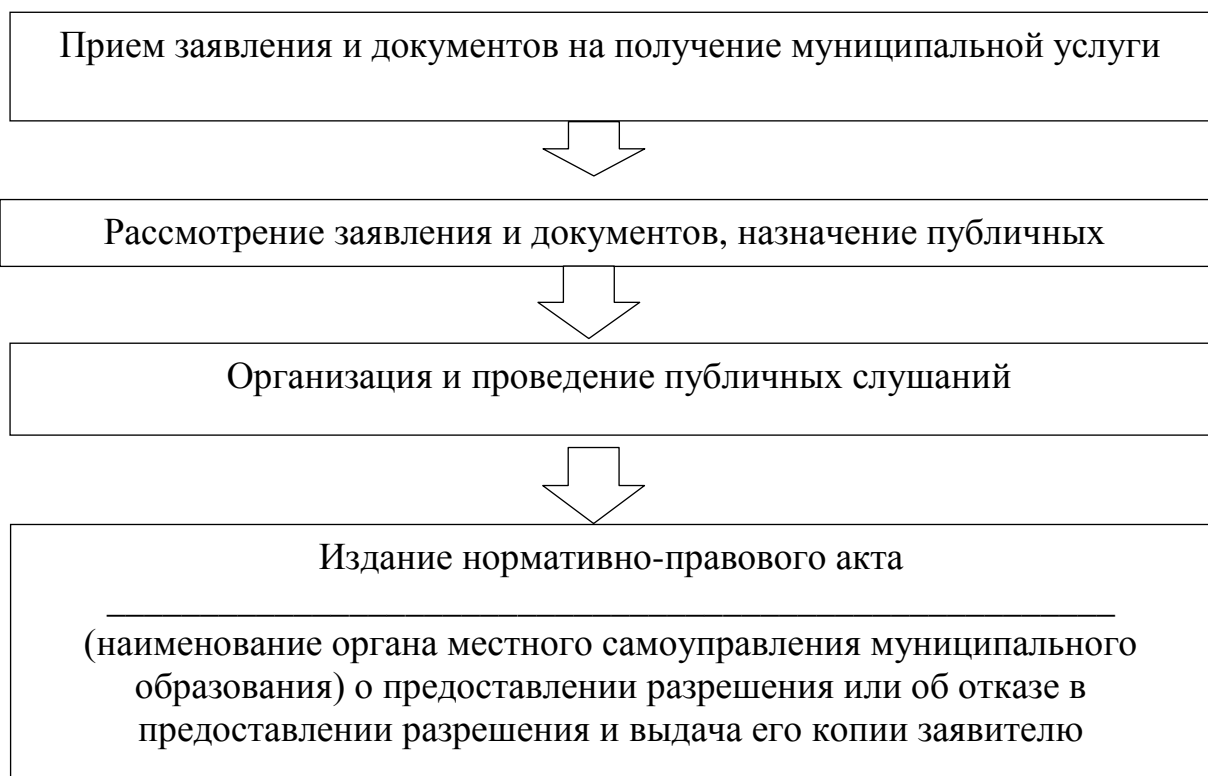 Прием заявления и документов на получение муниципальной услуги
Рассмотрение заявления и документов, назначение публичных
Организация и проведение публичных слушаний
Издание нормативно-правового акта
______________________________________________________
(наименование органа местного самоуправления муниципального
образования) о предоставлении разрешения или об отказе в
предоставлении разрешения и выдача его копии заявителю